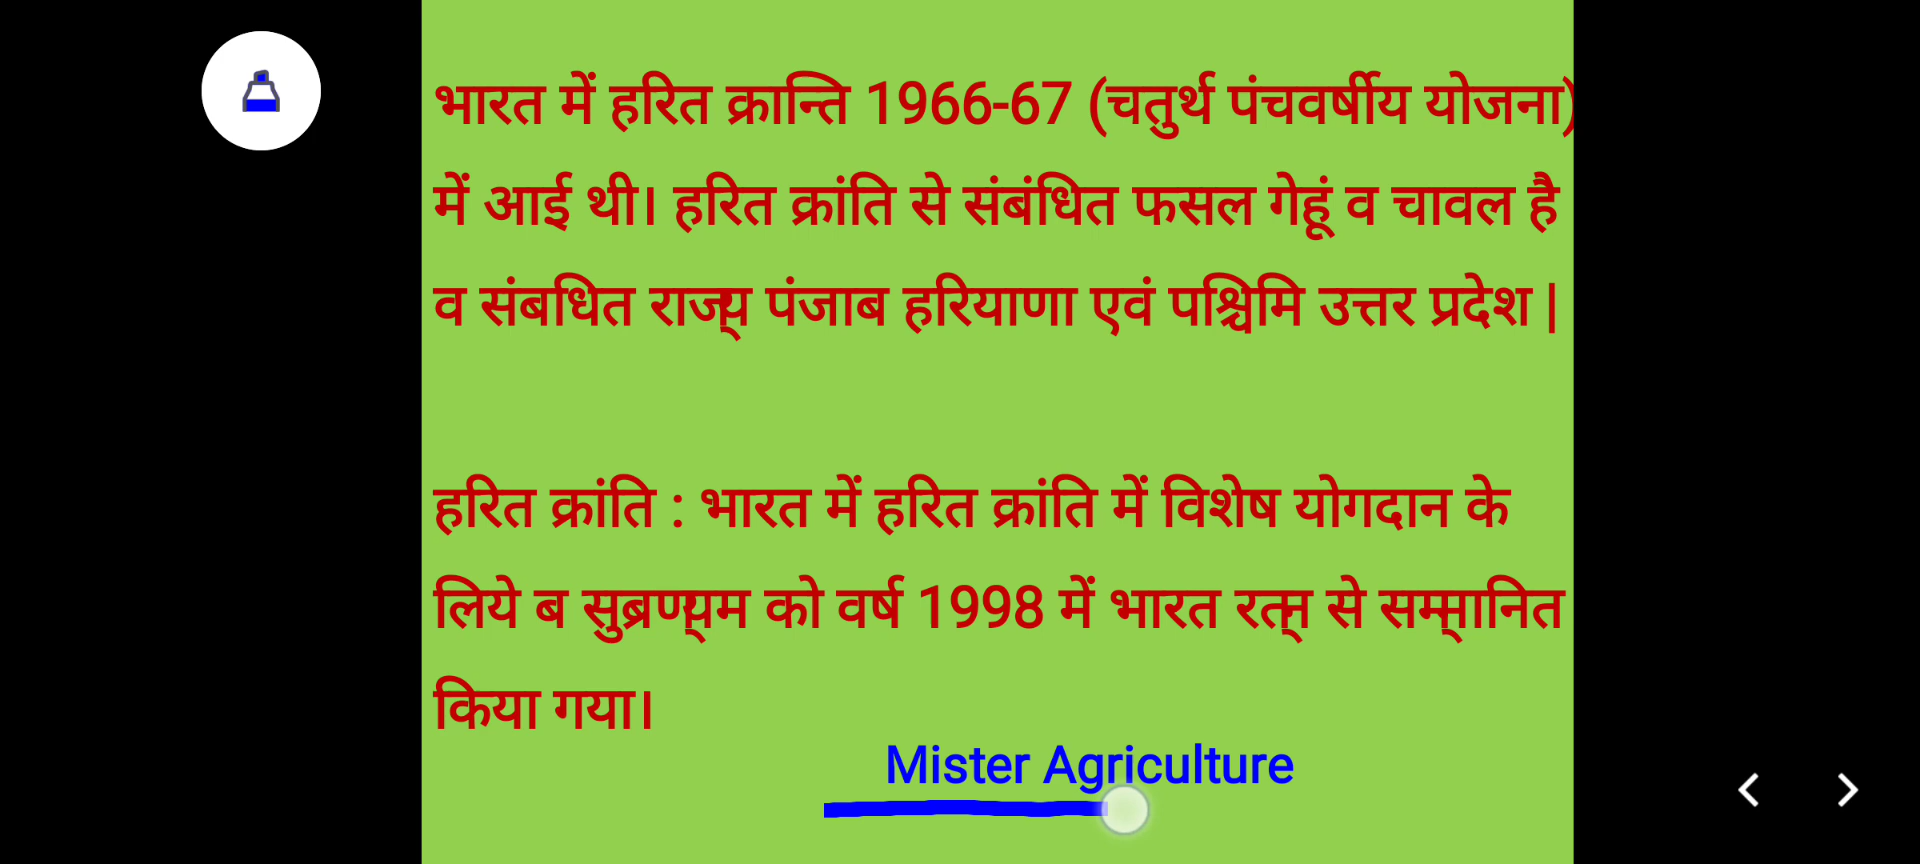 भारत में हरित क्रान्ति 1966-67 (चतुर्थ पंचवर्षीय योजना)
में आई थी। हरित क्रांति से संबंधित फसल गेहूं व चावल है
व संबधित राज्य् पंजाब हरियाणा एवं पश्चिमि उत्तर प्रदेश |
हरित क्रांति : भारत में हरित क्रांति में विशेष योगदान के
लिये ब सुब्रण्य्म को वर्ष 1998 में भारत रत्न् से सम्मा्नित
किया गया।
Mister Agriculture